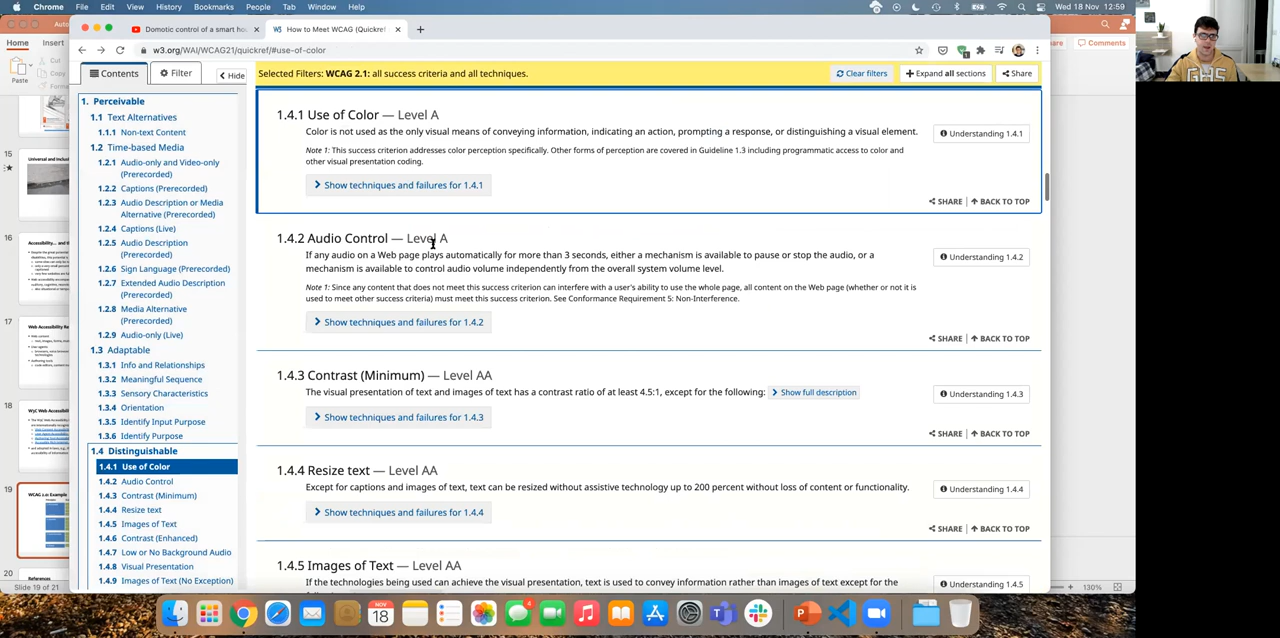 Chrome File Edit View History Bookmarks People Tab Window Help
Wed 18 Nov 12:59
Domotic control of a smart hou
How to Meet WCAG (Quickref
w3.org/WAI/WCAG21/quickref/#use-of-color
Home Insert
Cut
Paste
Comments
Contents
Filter
Hide
Selected Filters: WCAG 2.1: all success criteria and all techniques.
Clear filters
Expand all sections
Share
1. Perceivable
1.1 Text Alternatives
1.1.1 Non-text Content
1.2 Time-based Media
1.2.1 Audio-only and Video-only
(Prerecorded)
1.2.2 Captions (Prerecorded)
1.2.3 Audio Description or Media
Alternative (Prerecorded)
1.2.4 Captions (Live)
1.2.5 Audio Description
(Prerecorded)
1.2.6 Sign Language (Prerecorded)
1.2.7 Extended Audio Description
(Prerecorded)
1.2.8 Media Alternative
(Prerecorded)
1.2.9 Audio-only (Live)
1.3 Adaptable
1.3.1 Info and Relationships
1.3.2 Meaningful Sequence
1.3.3 Sensory Characteristics
1.3.4 Orientation
1.3.5 Identify Input Purpose
1.3.6 Identify Purpose
1.4 Distinguishable
1.4.1 Use of Color
1.4.2 Audio Control
1.4.3 Contrast (Minimum)
1.4.4 Resize text
1.4.5 Images of Text
1.4.6 Contrast (Enhanced)
1.4.7 Low or No Background Audio
1.4.8 Visual Presentation
1.4.9 Images of Text (No Exception)
1.4.1 Use of Color — Level A
Color is not used as the only visual means of conveying information, indicating an action, prompting a response, or distinguishing a visual element.
Understanding 1.4.1
Note 1: This success criterion addresses color perception specifically. Other forms of perception are covered in Guideline 1.3 including programmatic access to color and
other visual presentation coding.
Show techniques and failures for 1.4.1
SHARE | BACK TO TOP
1.4.2 Audio Control — Level A
If any audio on a Web page plays automatically for more than 3 seconds, either a mechanism is available to pause or stop the audio, or a
mechanism is available to control audio volume independently from the overall system volume level.
Understanding 1.4.2
Note 1: Since any content that does not meet this success criterion can interfere with a user's ability to use the whole page, all content on the Web page (whether or not it is
used to meet other success criteria) must meet this success criterion. See Conformance Requirement 5: Non-Interference.
Show techniques and failures for 1.4.2
SHARE | BACK TO TOP
1.4.3 Contrast (Minimum) — Level AA
The visual presentation of text and images of text has a contrast ratio of at least 4.5:1, except for the following: Show full description
Understanding 1.4.3
Show techniques and failures for 1.4.3
SHARE | BACK TO TOP
1.4.4 Resize text — Level AA
Except for captions and images of text, text can be resized without assistive technology up to 200 percent without loss of content or functionality.
Understanding 1.4.4
Show techniques and failures for 1.4.4
SHARE | BACK TO TOP
1.4.5 Images of Text — Level AA
If the technologies being used can achieve the visual presentation, text is used to convey information rather than images of text except for the
Understanding 1.4.5
15
16
17
18
19
20
Slide 19 of 21
130%
NOV
18